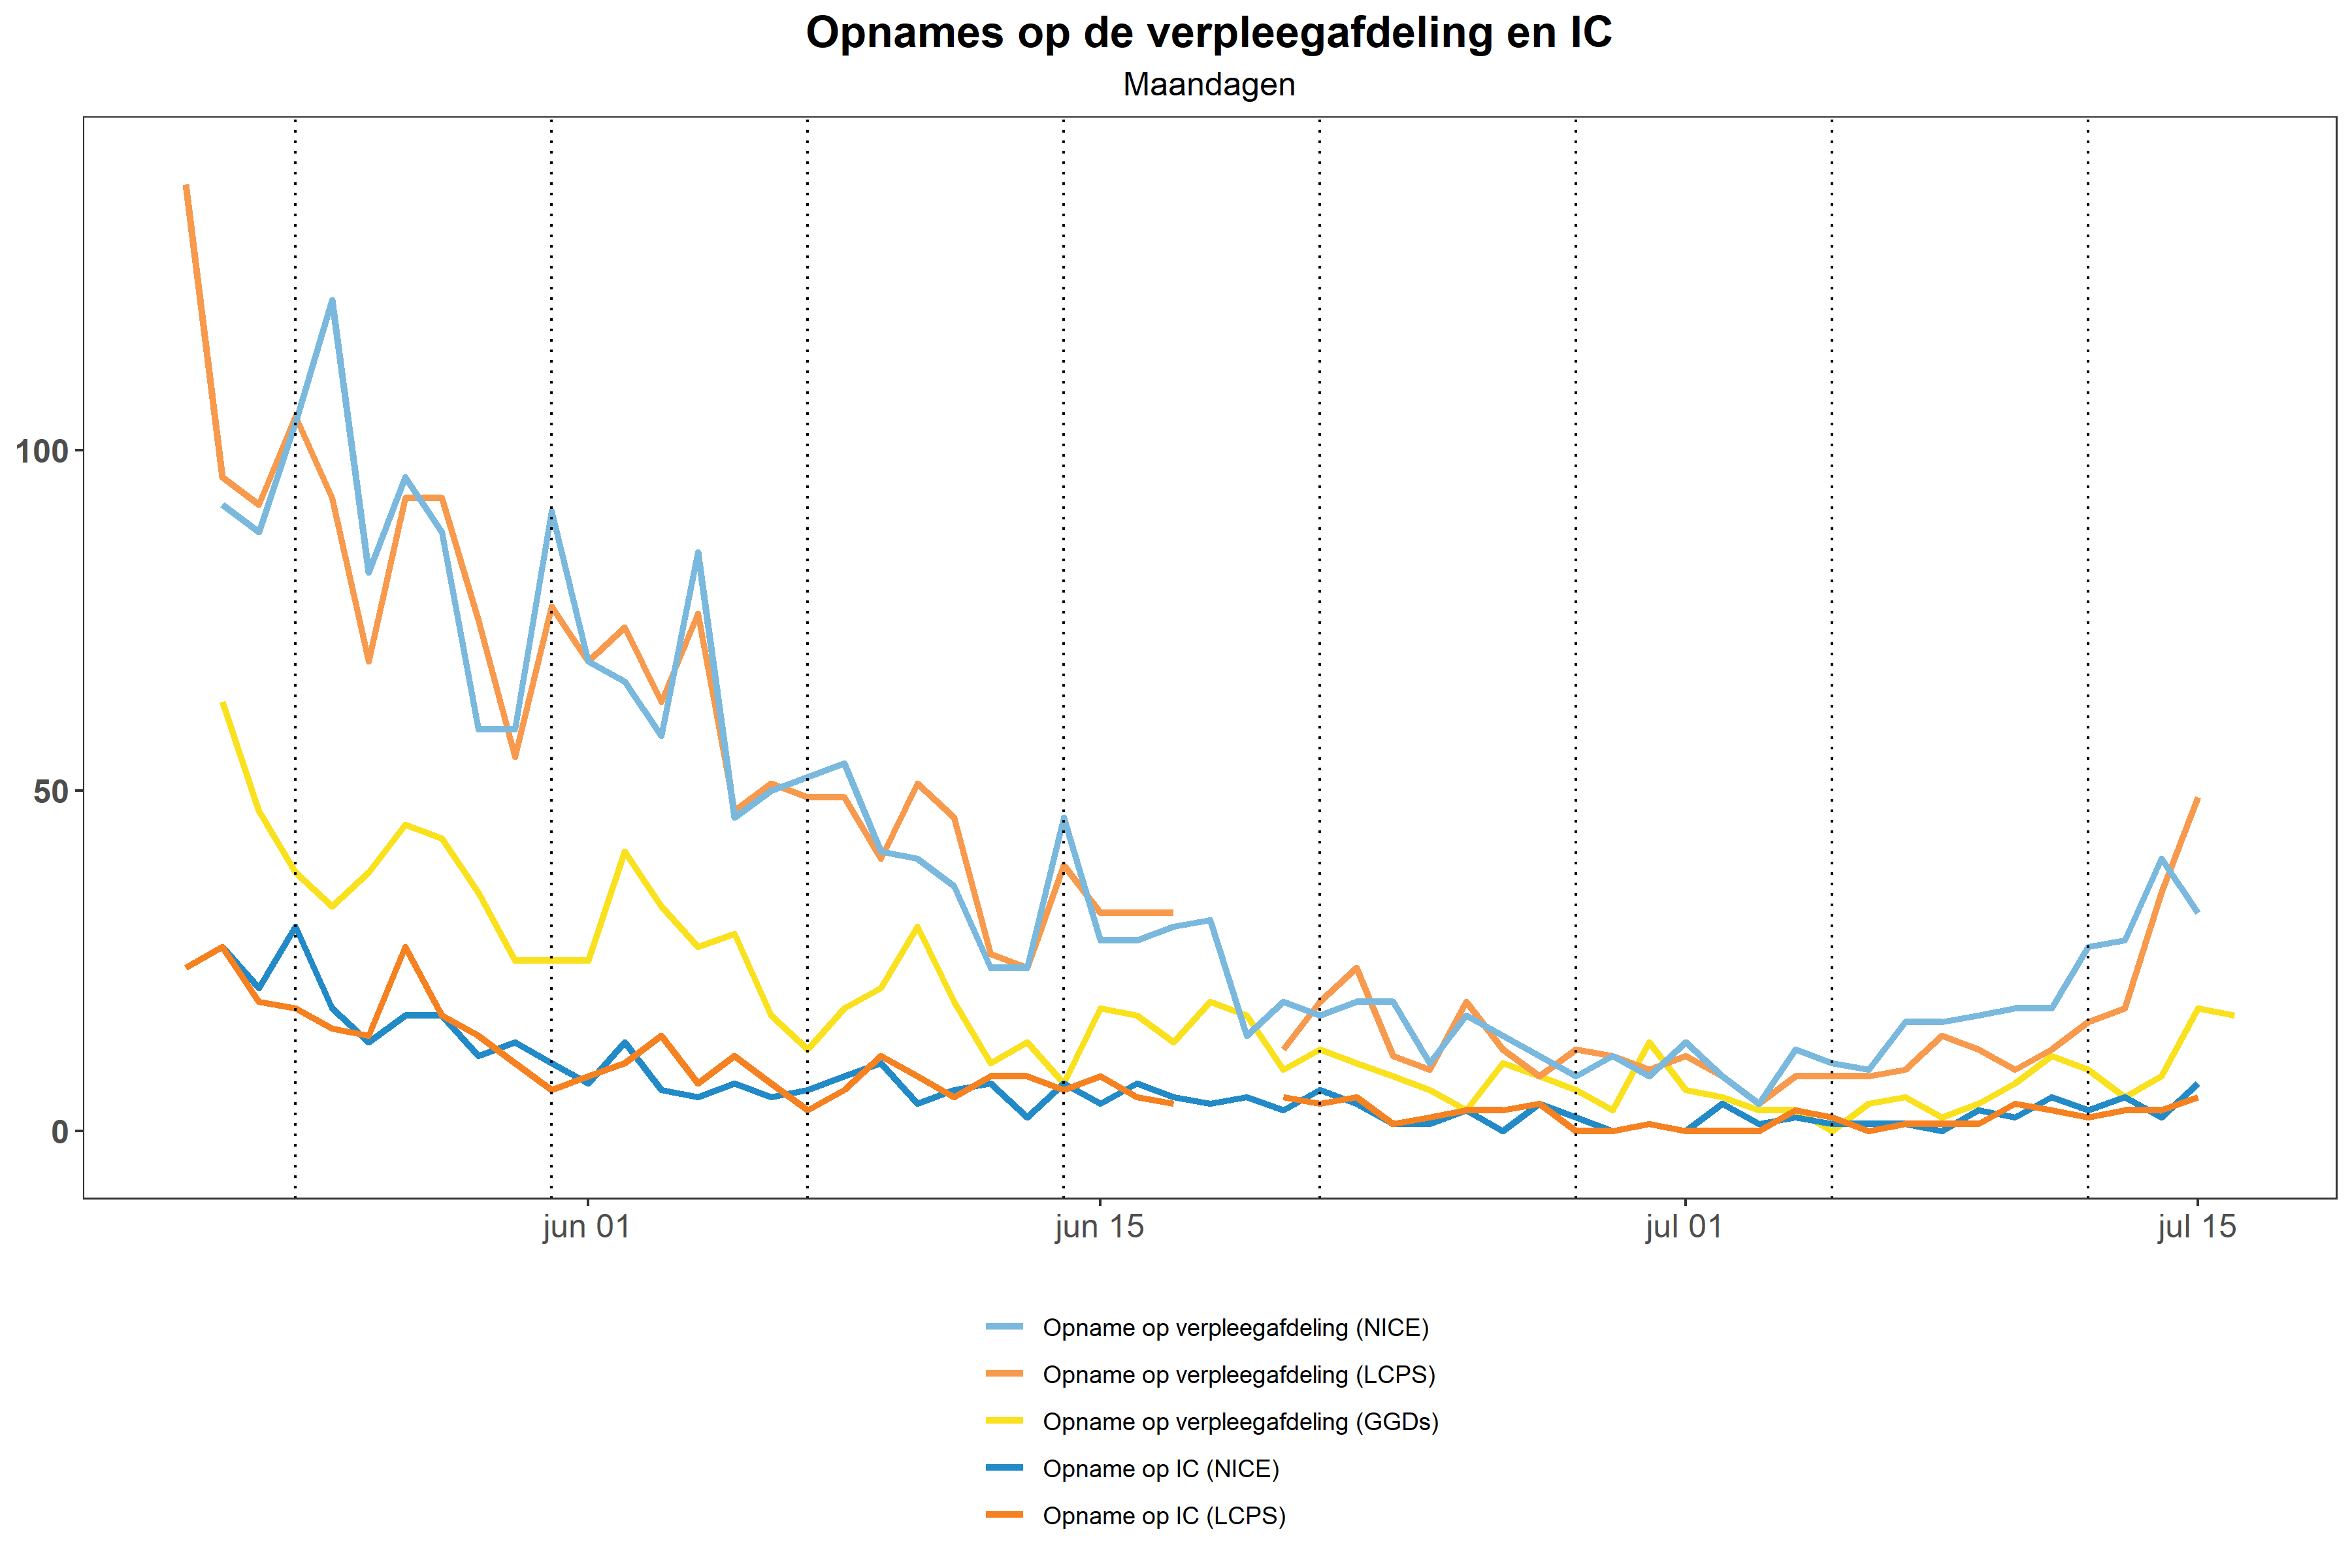 Opnames op de verpleegafdeling en IC
Maandagen
100
50
0
jun 01
jun 15
jul 01
jul 15
Opname op verpleegafdeling (NICE)
Opname op verpleegafdeling (LCPS)
Opname op verpleegafdeling (GGDs)
Opname op IC (NICE)
Opname op IC (LCPS)